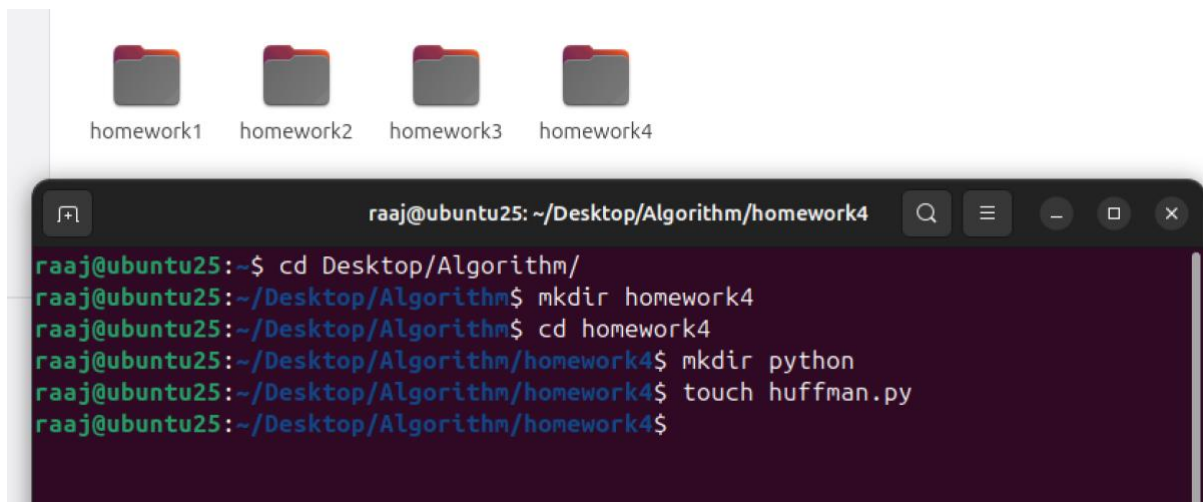 homework1 homework2 homework3 homework4
raaj@ubuntu25: ~/Desktop/Algorithm/homework4
raaj@ubuntu25:~$ cd Desktop/Algorithm/
raaj@ubuntu25:~/Desktop/Algorithm$ mkdir homework4
raaj@ubuntu25:~/Desktop/Algorithm$ cd homework4
raaj@ubuntu25:~/Desktop/Algorithm/homework4$ mkdir python
raaj@ubuntu25:~/Desktop/Algorithm/homework4$ touch huffman.py
raaj@ubuntu25:~/Desktop/Algorithm/homework4$